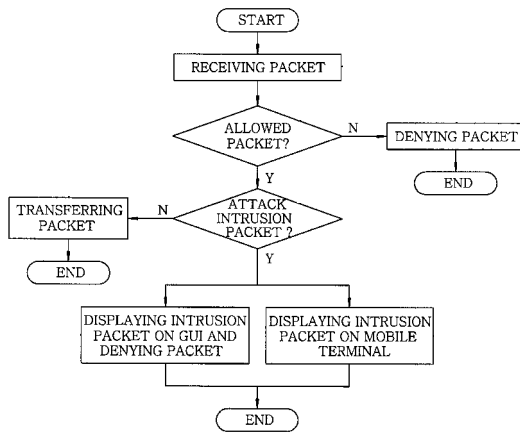 START
RECEIVING PACKET
ALLOWED
PACKET?
N
DENYING PACKET
END
Y
ATTACK
INTRUSION
PACKET ?
N
TRANSFERRING
PACKET
END
Y
DISPLAYING INTRUSION
PACKET ON GUI AND
DENYING PACKET
DISPLAYING INTRUSION
PACKET ON MOBILE
TERMINAL
END